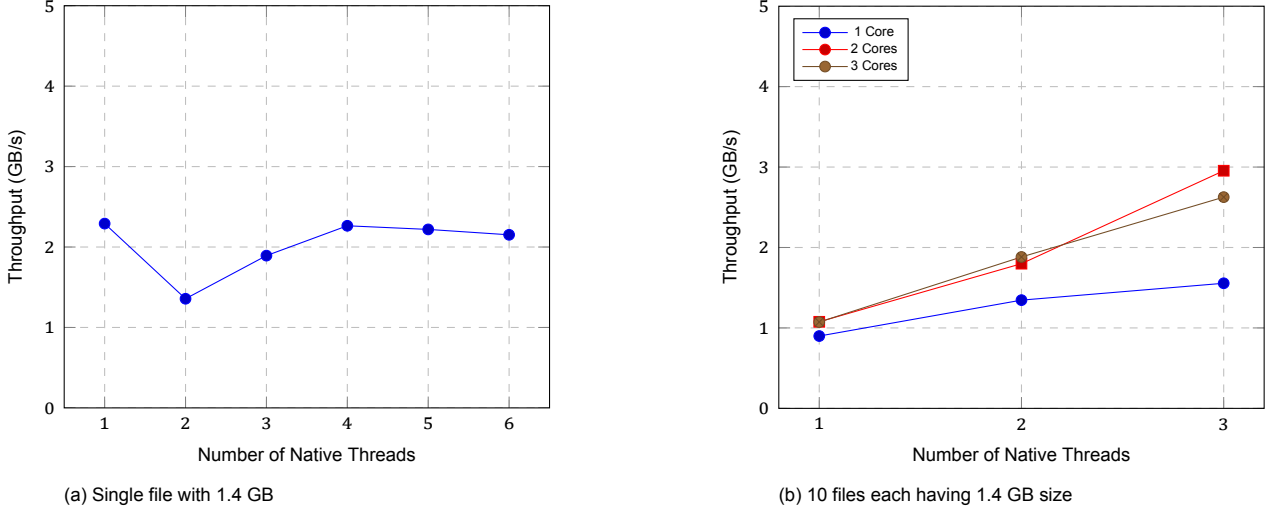 5
4
3
2
1
0
1 2 3 4 5 6
Throughput (GB/s)
Number of Native Threads
(a) Single file with 1.4 GB
1 Core
2 Cores
3 Cores
5
4
3
2
1
0
1 2 3
Throughput (GB/s)
Number of Native Threads
(b) 10 files each having 1.4 GB size